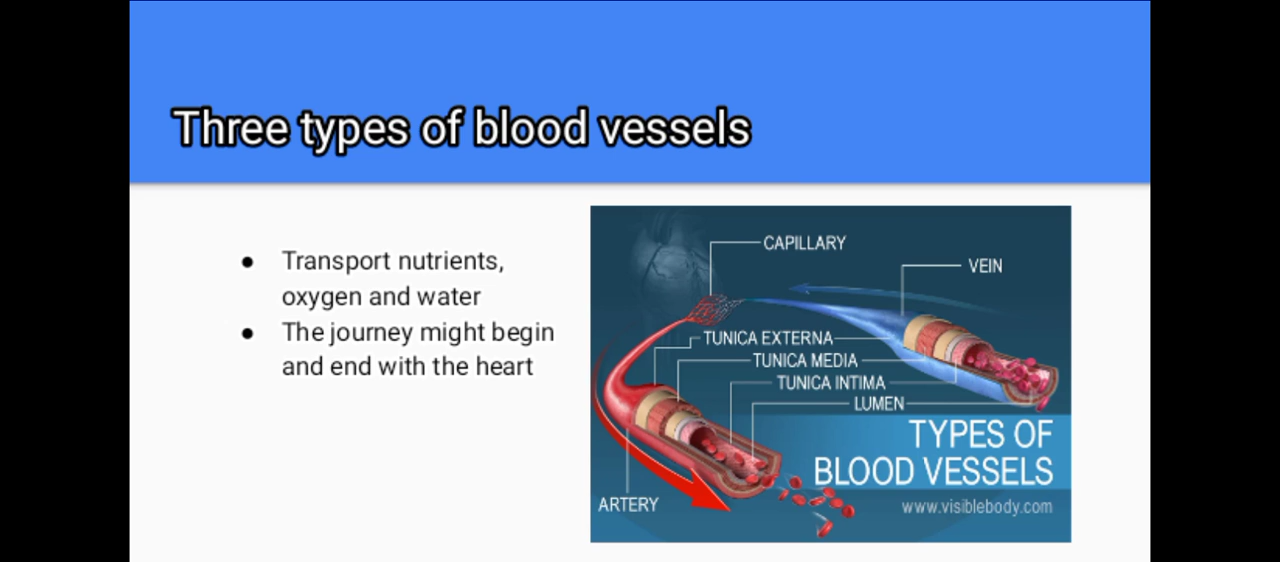 Three types of blood vessels
● Transport nutrients,
oxygen and water
● The journey might begin
and end with the heart
CAPILLARY
VEIN
TUNICA EXTERNA
TUNICA MEDIA
TUNICA INTIMA
LUMEN
ARTERY
TYPES OF
BLOOD VESSELS
www.visiblebody.com